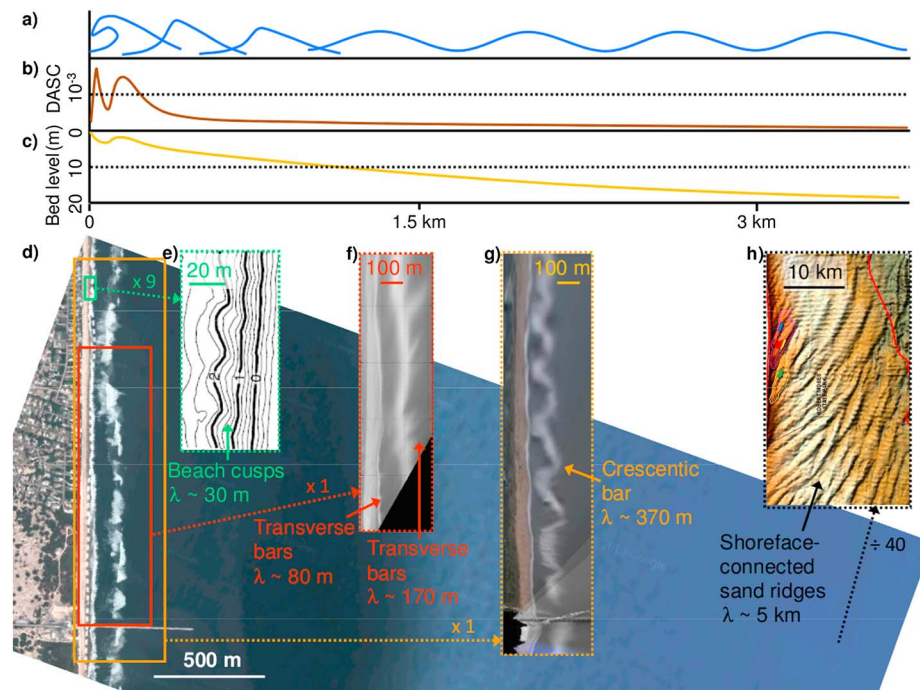 a)
b)
DASC
10-3
c)
Bed level (m)
0
10
20
0
1.5 km
3 km
d)
e)
f)
g)
h)
20 m
100 m
100 m
10 km
x 9
Beach cusps
λ ~ 30 m
x 1
Transverse
bars
λ ~ 80 m
Transverse
bars
λ ~ 170 m
Crescentic
bar
λ ~ 370 m
Shoreface-
connected
sand ridges
λ ~ 5 km
÷ 40
x 1
500 m